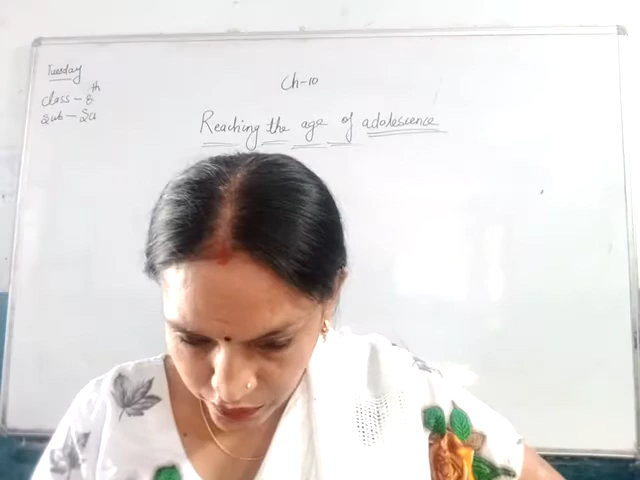 Tuesday
Class - 8th
Sub - Sci
Ch-10
Reaching the age of adolescence